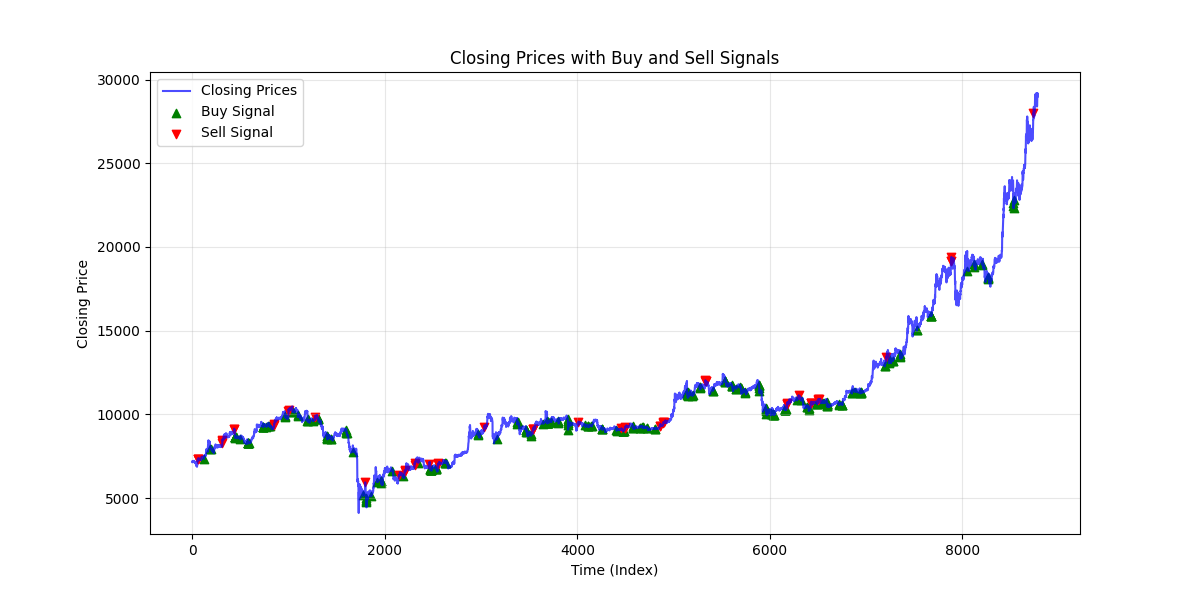 Closing Prices with Buy and Sell Signals
Closing Prices
Buy Signal
Sell Signal
30000
25000
20000
15000
10000
5000
Closing Price
0 2000 4000 6000 8000
Time (Index)